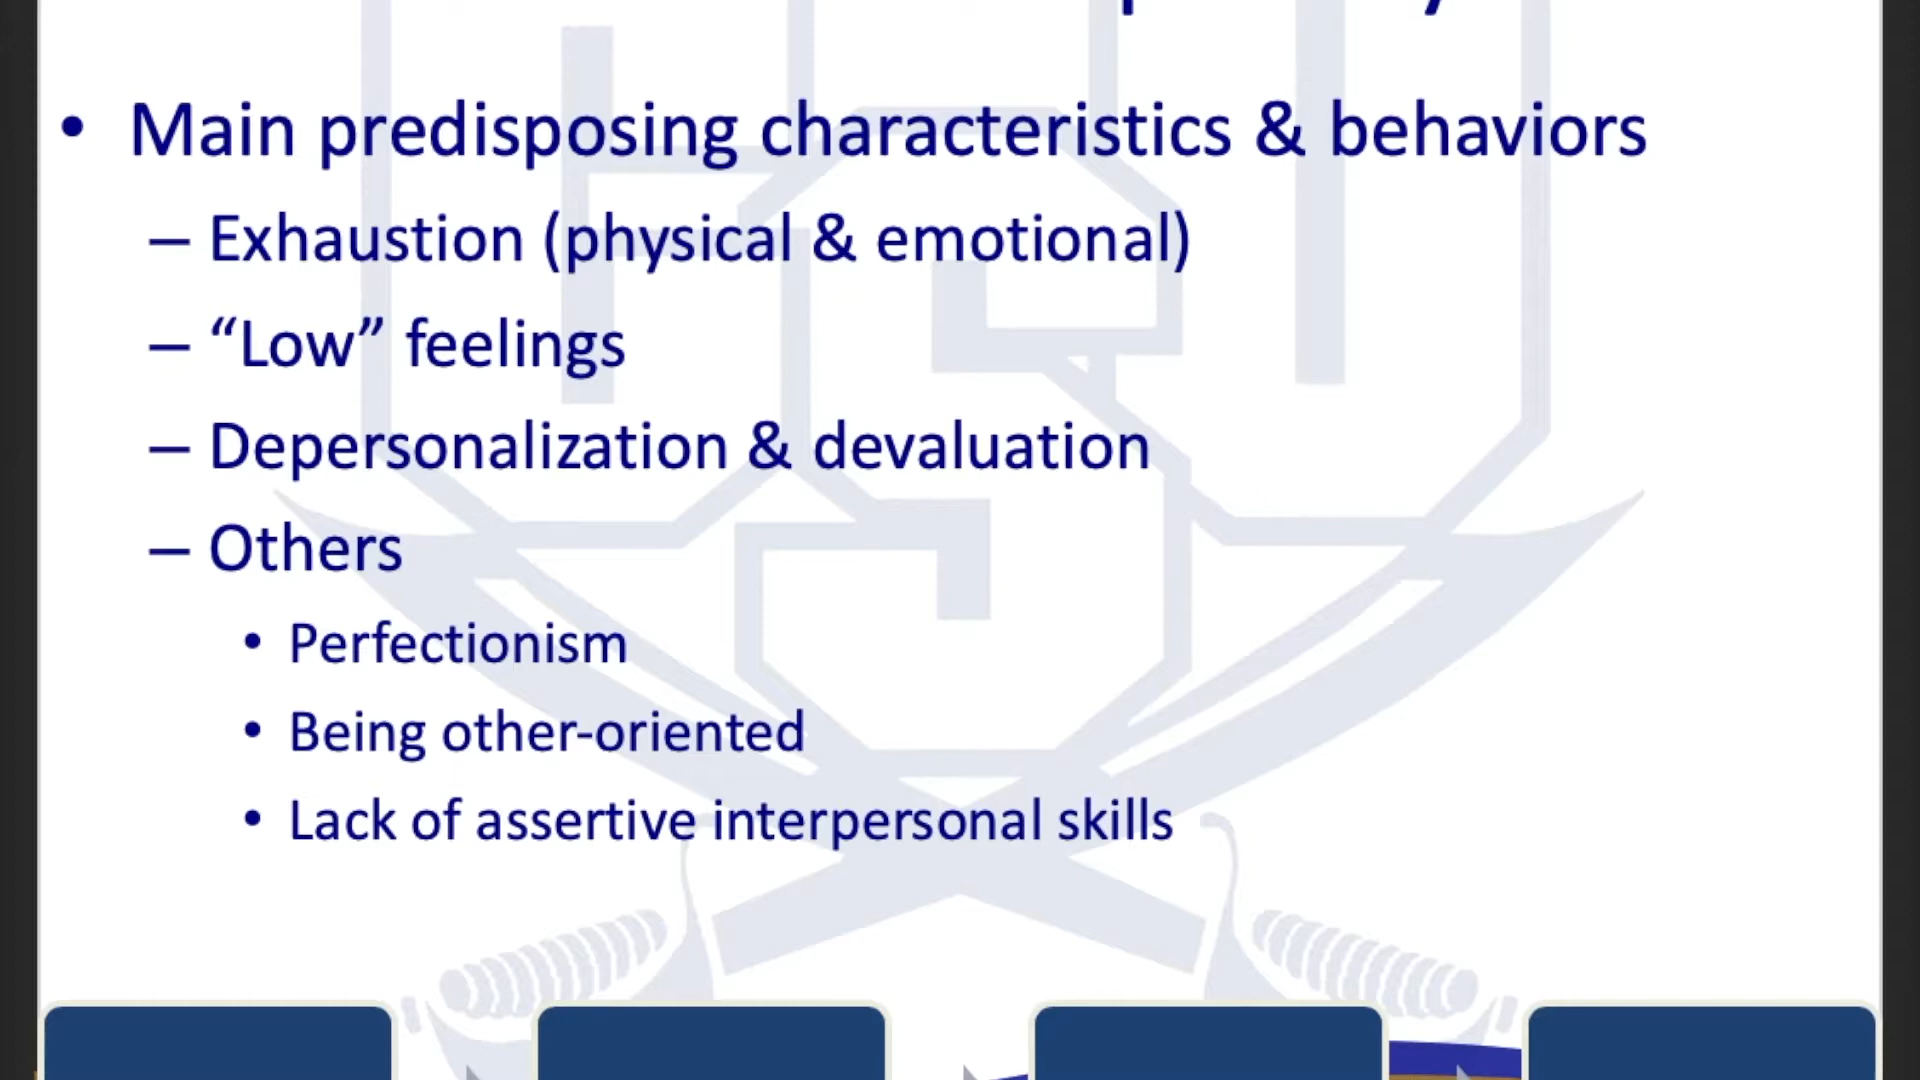 • Main predisposing characteristics & behaviors
– Exhaustion (physical & emotional)
– “Low” feelings
– Depersonalization & devaluation
– Others
• Perfectionism
• Being other-oriented
• Lack of assertive interpersonal skills